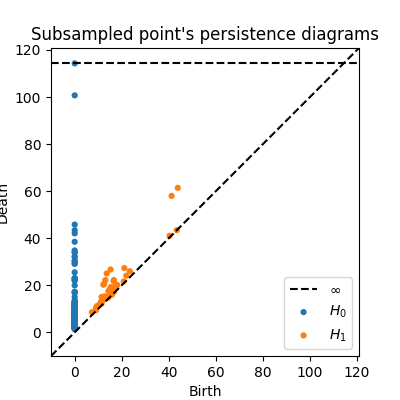 Subsampled point's persistence diagrams
120
100
80
60
40
20
0
Death
0 20 40 60 80 100 120
Birth
∞
H₀
H₁